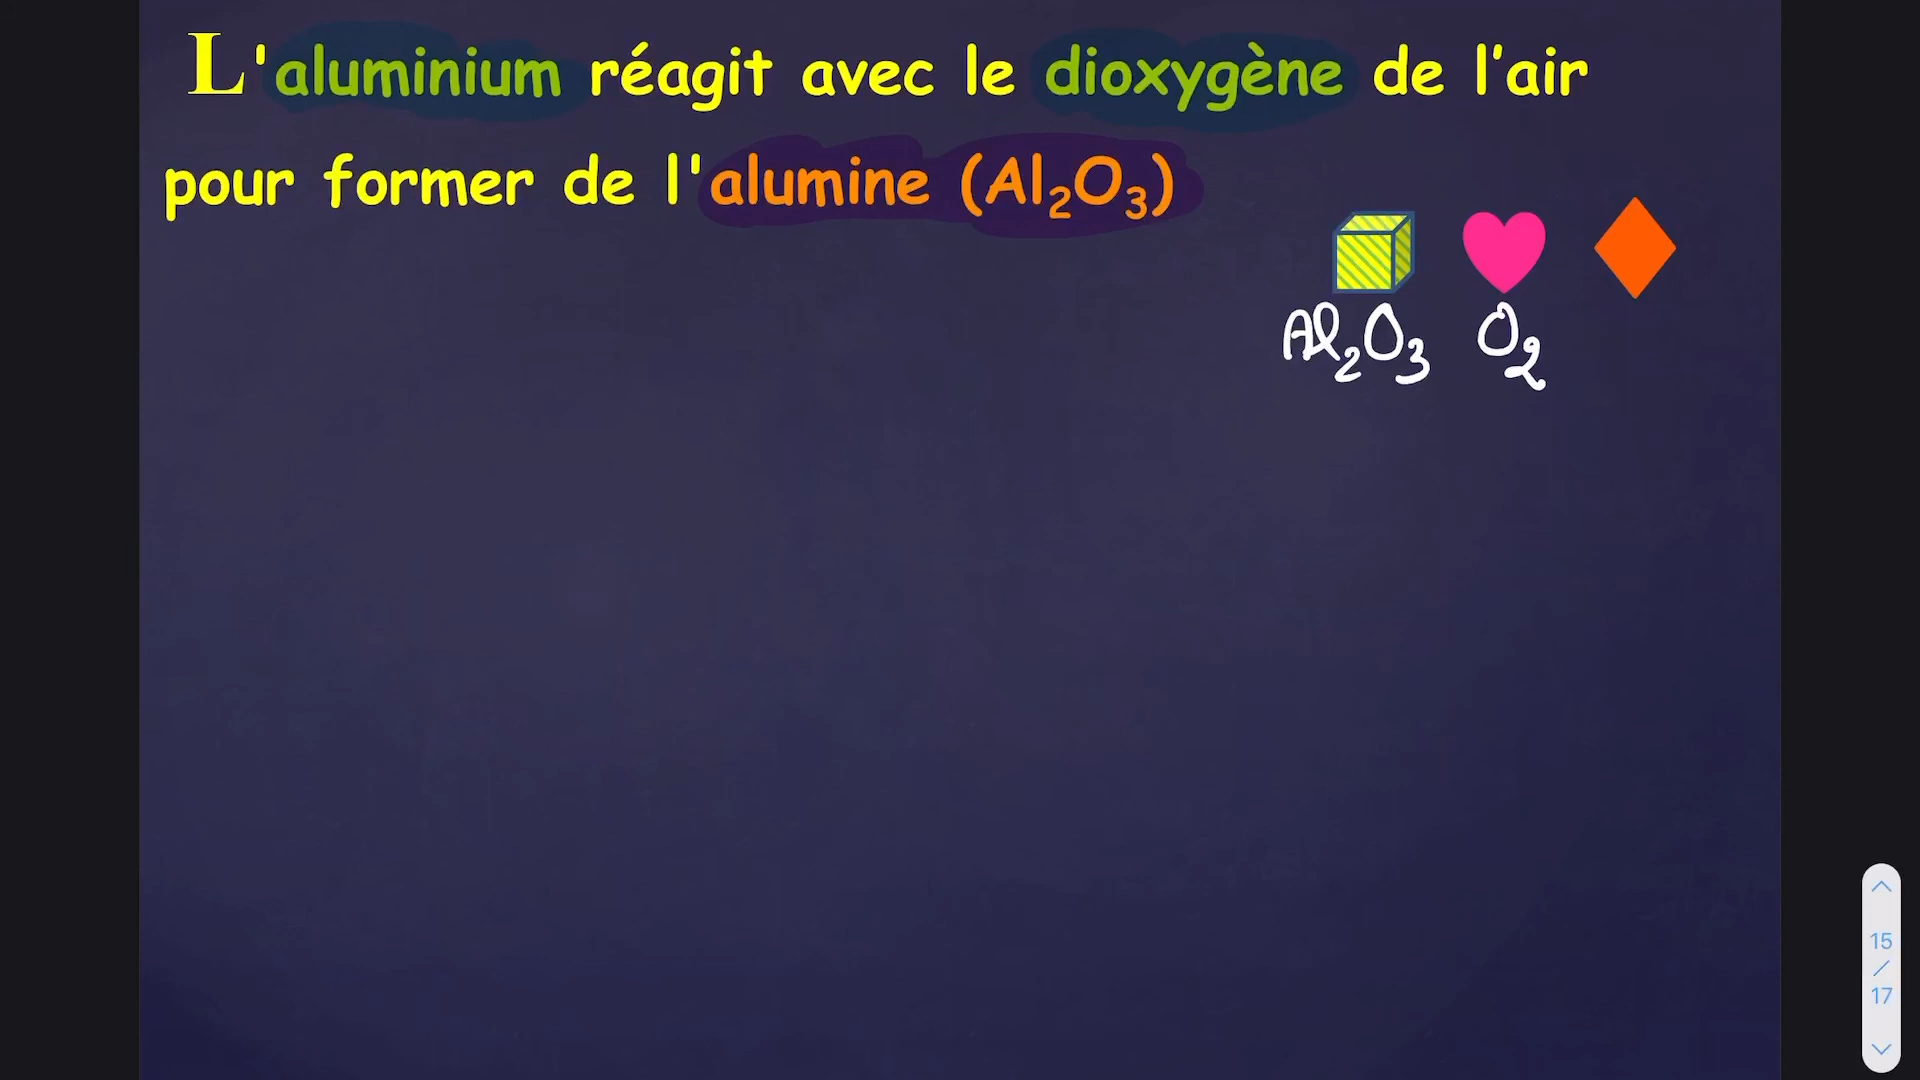 L'aluminium réagit avec le dioxygène de l’air
pour former de l'alumine (Al₂O₃)
Al₂O₃ O₂
15
/
17